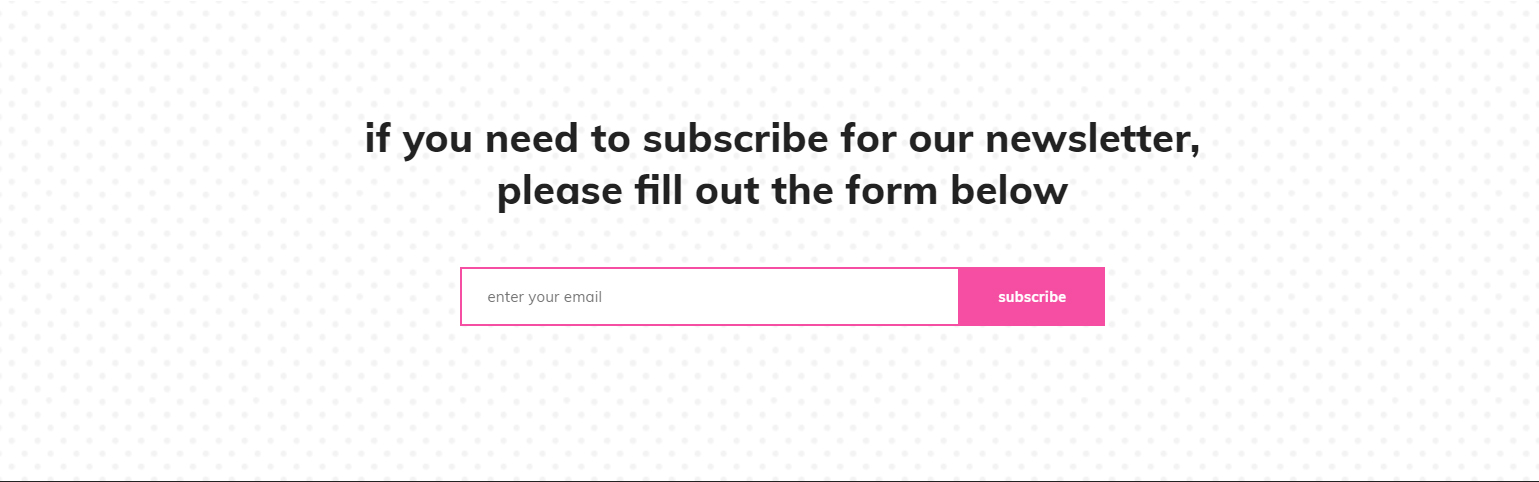 if you need to subscribe for our newsletter,
please fill out the form below
enter your email
subscribe